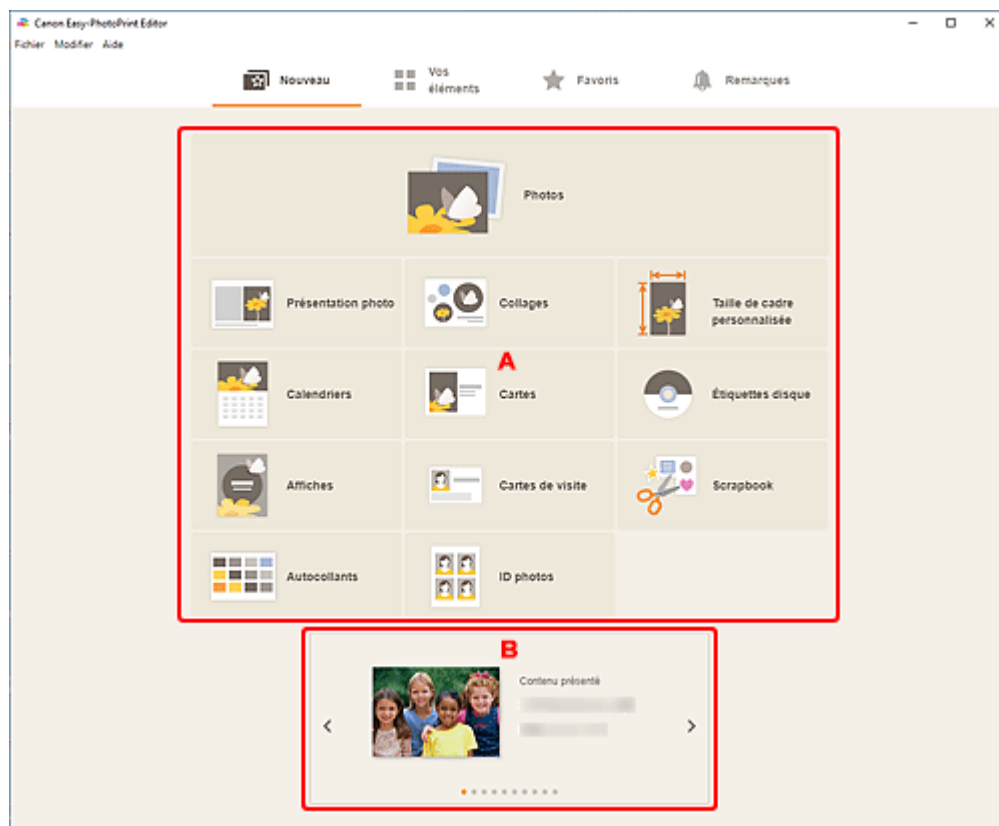 Canon Easy-PhotoPrint Editor
Fichier Modifier Aide
Nouveau
Vos
éléments
Favoris
Remarques
Photos
Présentation photo
Collages
Taille de cadre
personnalisée
A
Calendriers
Cartes
Étiquettes disque
Affiches
Cartes de visite
Scrapbook
Autocollants
ID photos
B
Contenu présenté